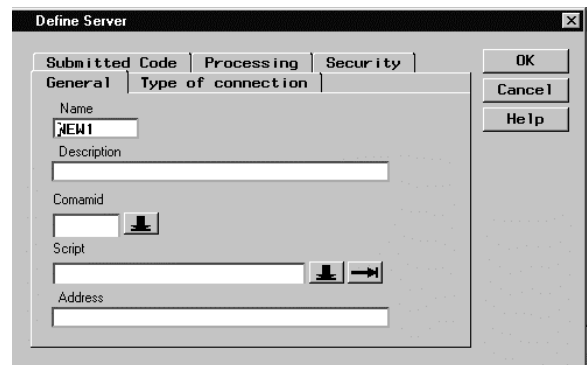 Define Server
Submitted Code Processing Security
General Type of connection
Name
NEW1
Description
Comamid
Script
Address
OK
Cancel
Help